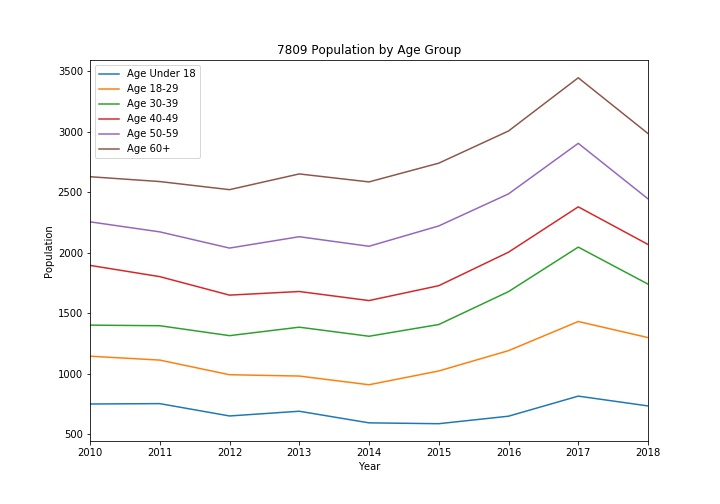 7809 Population by Age Group
3500
3000
2500
2000
1500
1000
500
Population
Age Under 18
Age 18-29
Age 30-39
Age 40-49
Age 50-59
Age 60+
2010 2011 2012 2013 2014 2015 2016 2017 2018
Year